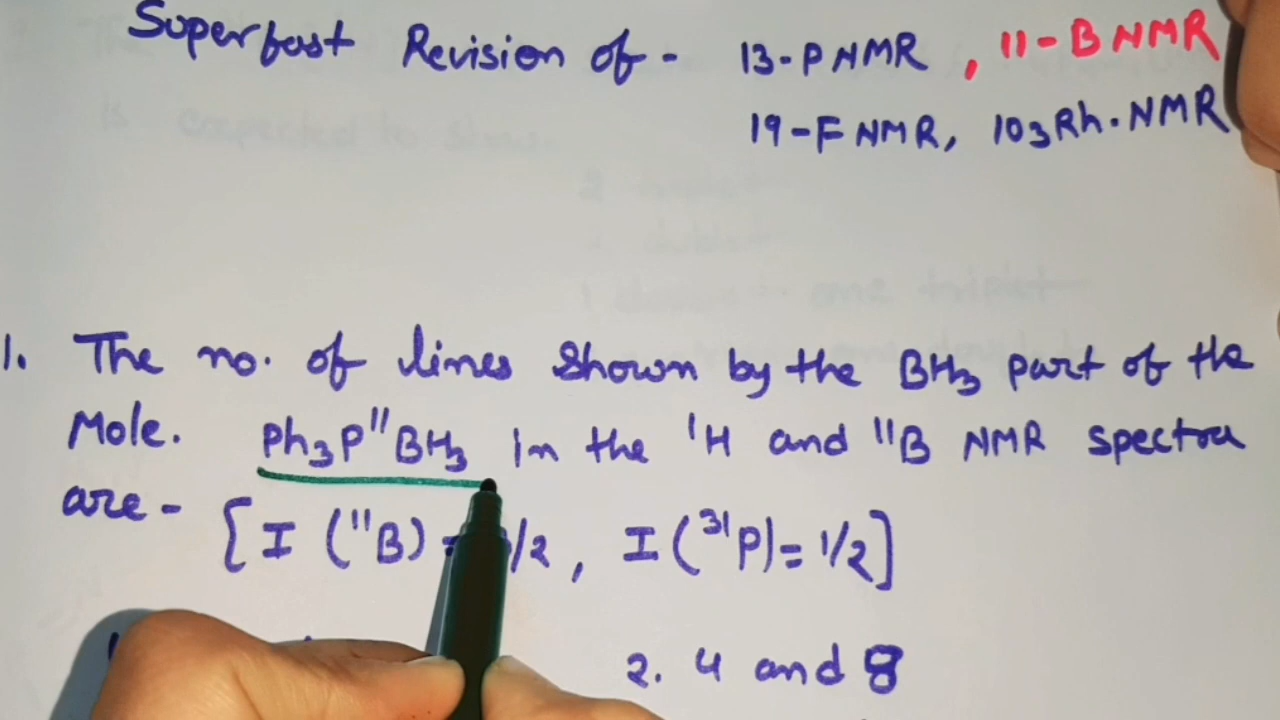 Superfast Revision of - 13-P NMR, 11-B NMR
19-F NMR, 103Rh-NMR
1. The no. of lines shown by the BH₃ part of the
Mole. Ph₃P¹¹BH₃ in the ¹H and ¹¹B NMR spectra
are - [I (¹¹B) /2, I (³¹P) = 1/2]
2. 4 and 8